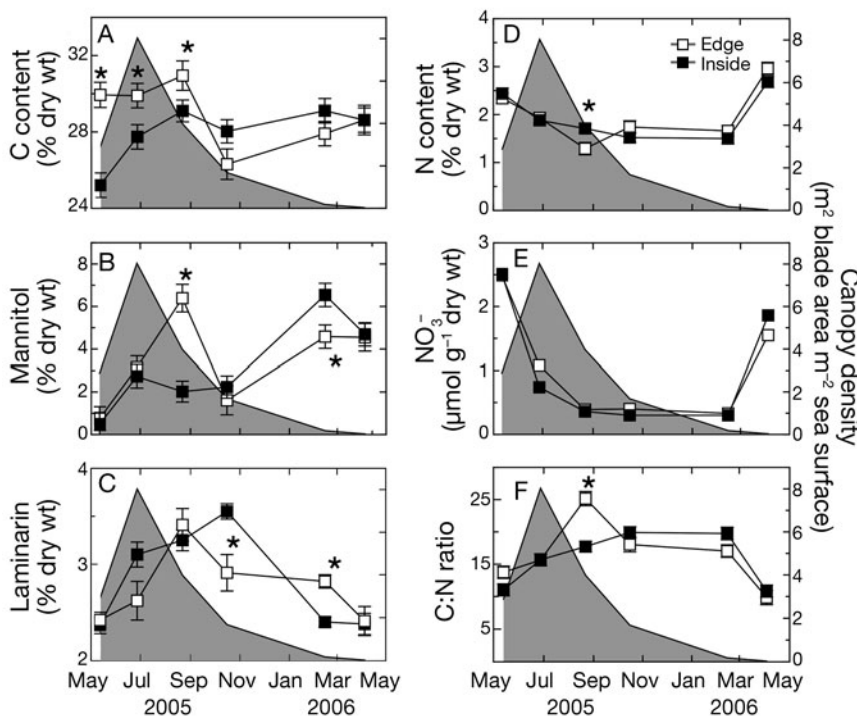 A
C content
(% dry wt)
32
28
24
*
*
*
B
Mannitol
(% dry wt)
8
6
4
2
0
*
*
C
Laminarin
(% dry wt)
4
3
2
*
*
May Jul Sep Nov Jan Mar May
2005 2006
D
N content
(% dry wt)
4
3
2
1
0
Edge
Inside
*
8
6
4
2
0
E
NO3−
(µmol g−1 dry wt)
3
2
1
0
8
6
4
2
0
F
C:N ratio
25
15
5
*
8
6
4
2
0
May Jul Sep Nov Jan Mar May
2005 2006
Canopy density
(m2 blade area m−2 sea surface)